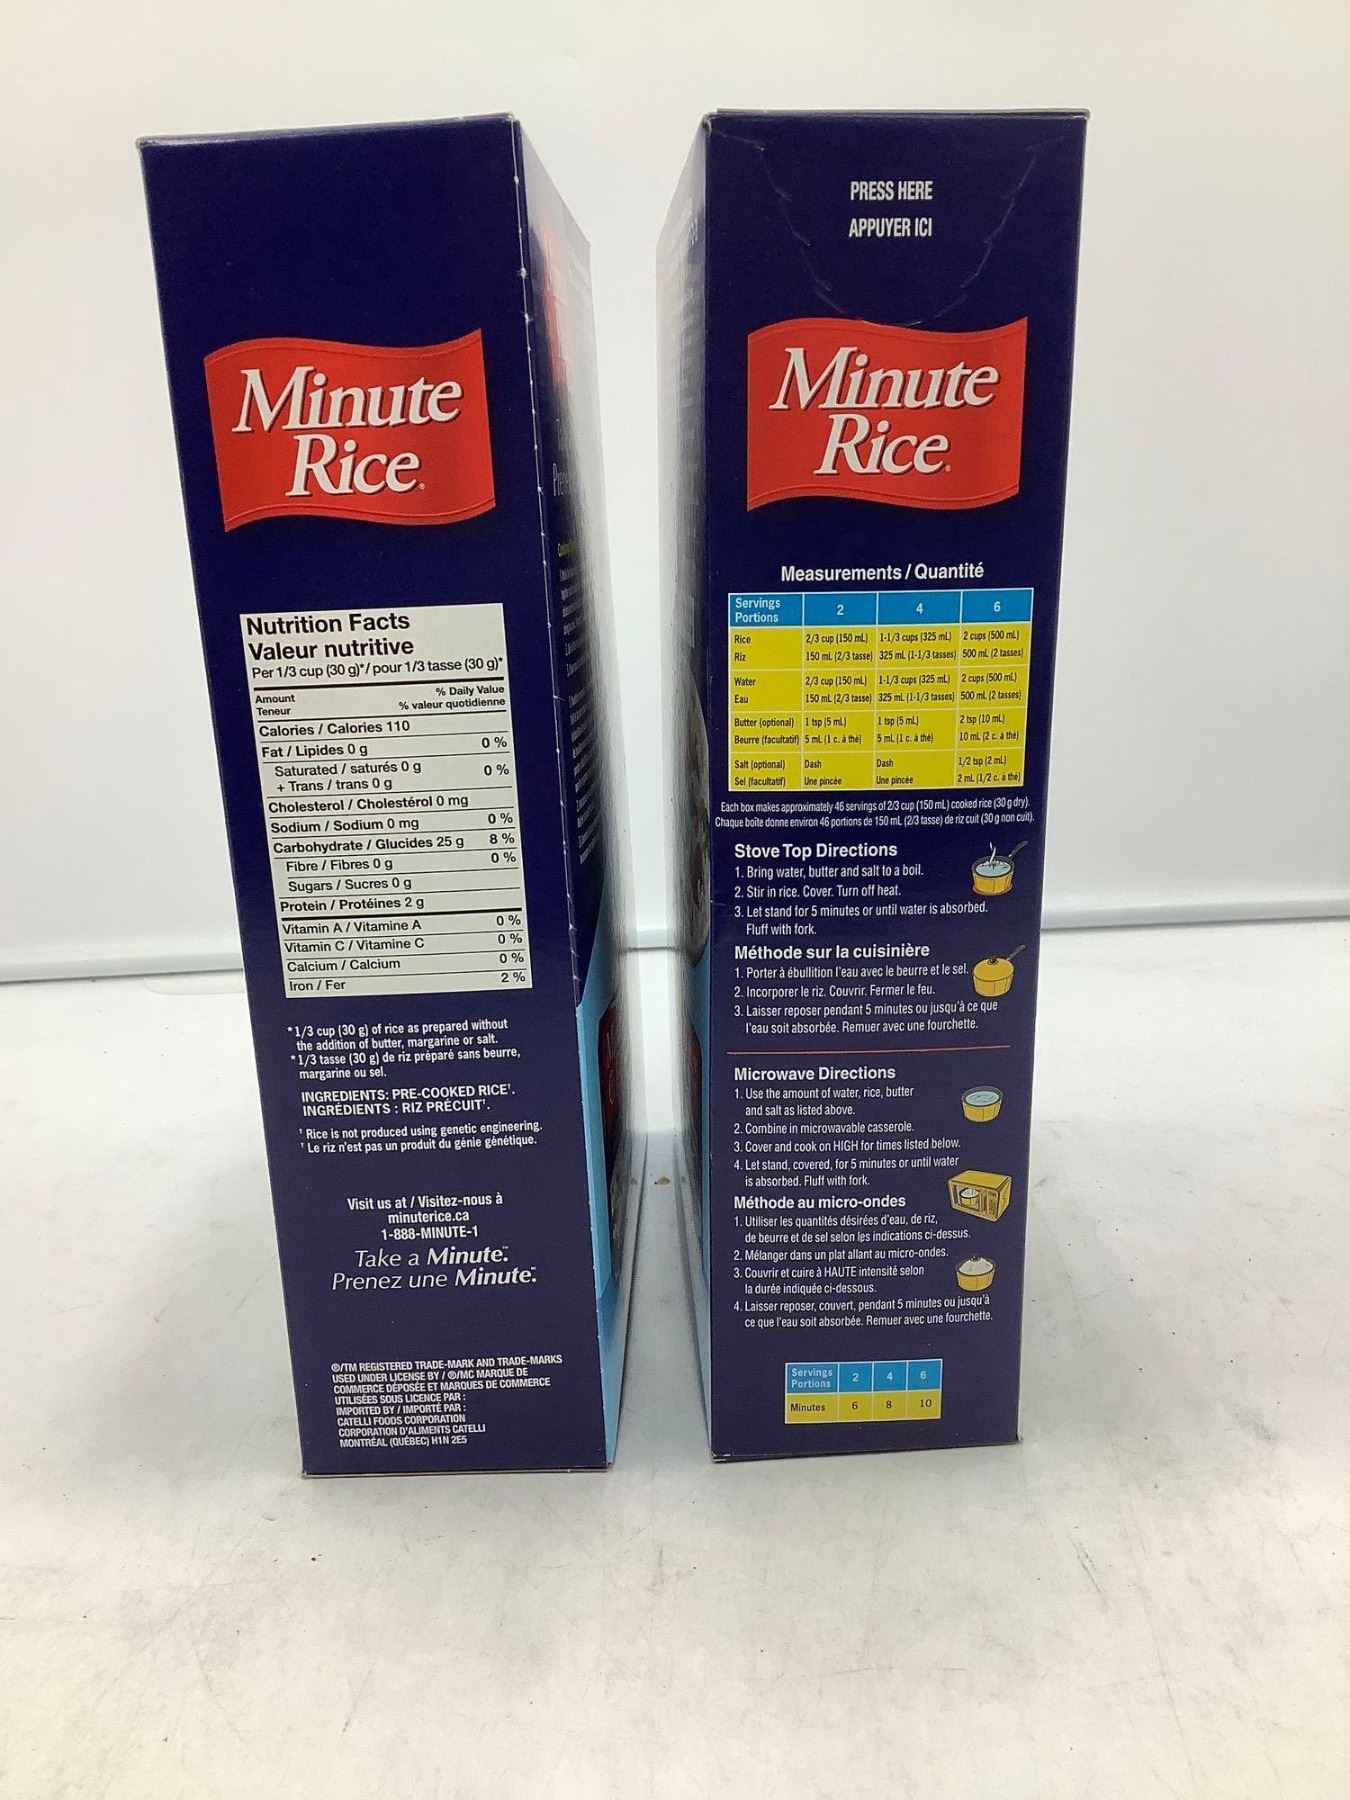 Minute
Rice®
Nutrition Facts
Valeur nutritive
Per 1/3 cup (30 g)*/ pour 1/3 tasse (30 g)*
Amount % Daily Value
Teneur % valeur quotidienne
Calories / Calories 110
Fat / Lipides 0 g 0 %
Saturated / saturés 0 g 0 %
+ Trans / trans 0 g
Cholesterol / Cholestérol 0 mg
Sodium / Sodium 0 mg 0 %
Carbohydrate / Glucides 25 g 8 %
Fibre / Fibres 0 g 0 %
Sugars / Sucres 0 g
Protein / Protéines 2 g
Vitamin A / Vitamine A 0 %
Vitamin C / Vitamine C 0 %
Calcium / Calcium 0 %
Iron / Fer 2 %
*1/3 cup (30 g) of rice as prepared without
the addition of butter, margarine or salt.
*1/3 tasse (30 g) de riz préparé sans beurre,
margarine ou sel.
INGREDIENTS: PRE-COOKED RICE†.
INGRÉDIENTS : RIZ PRÉCUIT†.
† Rice is not produced using genetic engineering.
† Le riz n'est pas un produit du génie génétique.
Visit us at / Visitez-nous à
minuterice.ca
1-888-MINUTE-1
Take a Minute.™
Prenez une Minute.™
®/TM REGISTERED TRADE-MARK AND TRADE-MARKS
USED UNDER LICENSE BY / ®/MC MARQUE DE
COMMERCE DÉPOSÉE ET MARQUES DE COMMERCE
UTILISÉES SOUS LICENCE PAR :
IMPORTED BY / IMPORTÉ PAR :
CATELLI FOODS CORPORATION
CORPORATION D'ALIMENTS CATELLI
MONTRÉAL (QUÉBEC) H1N 2E5
PRESS HERE
APPUYER ICI
Minute
Rice®
Measurements / Quantité
Servings
Portions 2 4 6
Rice 2/3 cup (150 mL) 1-1/3 cups (325 mL) 2 cups (500 mL)
Riz 150 mL (2/3 tasse) 325 mL (1-1/3 tasses) 500 mL (2 tasses)
Water 2/3 cup (150 mL) 1-1/3 cups (325 mL) 2 cups (500 mL)
Eau 150 mL (2/3 tasse) 325 mL (1-1/3 tasses) 500 mL (2 tasses)
Butter (optional) 1 tsp (5 mL) 1 tsp (5 mL) 2 tsp (10 mL)
Beurre (facultatif) 5 mL (1 c. à thé) 5 mL (1 c. à thé) 10 mL (2 c. à thé)
Salt (optional) Dash Dash 1/2 tsp (2 mL)
Sel (facultatif) Une pincée Une pincée 2 mL (1/2 c. à thé)
Each box makes approximately 46 servings of 2/3 cup (150 mL) cooked rice (30 g dry).
Chaque boîte donne environ 46 portions de 150 mL (2/3 tasse) de riz cuit (30 g non cuit).
Stove Top Directions
1. Bring water, butter and salt to a boil.
2. Stir in rice. Cover. Turn off heat.
3. Let stand for 5 minutes or until water is absorbed.
Fluff with fork.
Méthode sur la cuisinière
1. Porter à ébullition l'eau avec le beurre et le sel.
2. Incorporer le riz. Couvrir. Fermer le feu.
3. Laisser reposer pendant 5 minutes ou jusqu'à ce que
l'eau soit absorbée. Remuer avec une fourchette.
Microwave Directions
1. Use the amount of water, rice, butter
and salt as listed above.
2. Combine in microwavable casserole.
3. Cover and cook on HIGH for times listed below.
4. Let stand, covered, for 5 minutes or until water
is absorbed. Fluff with fork.
Méthode au micro-ondes
1. Utiliser les quantités désirées d'eau, de riz,
de beurre et de sel selon les indications ci-dessus.
2. Mélanger dans un plat allant au micro-ondes.
3. Couvrir et cuire à HAUTE intensité selon
la durée indiquée ci-dessous.
4. Laisser reposer, couvert, pendant 5 minutes ou jusqu'à
ce que l'eau soit absorbée. Remuer avec une fourchette.
Servings
Portions 2 4 6
Minutes 6 8 10